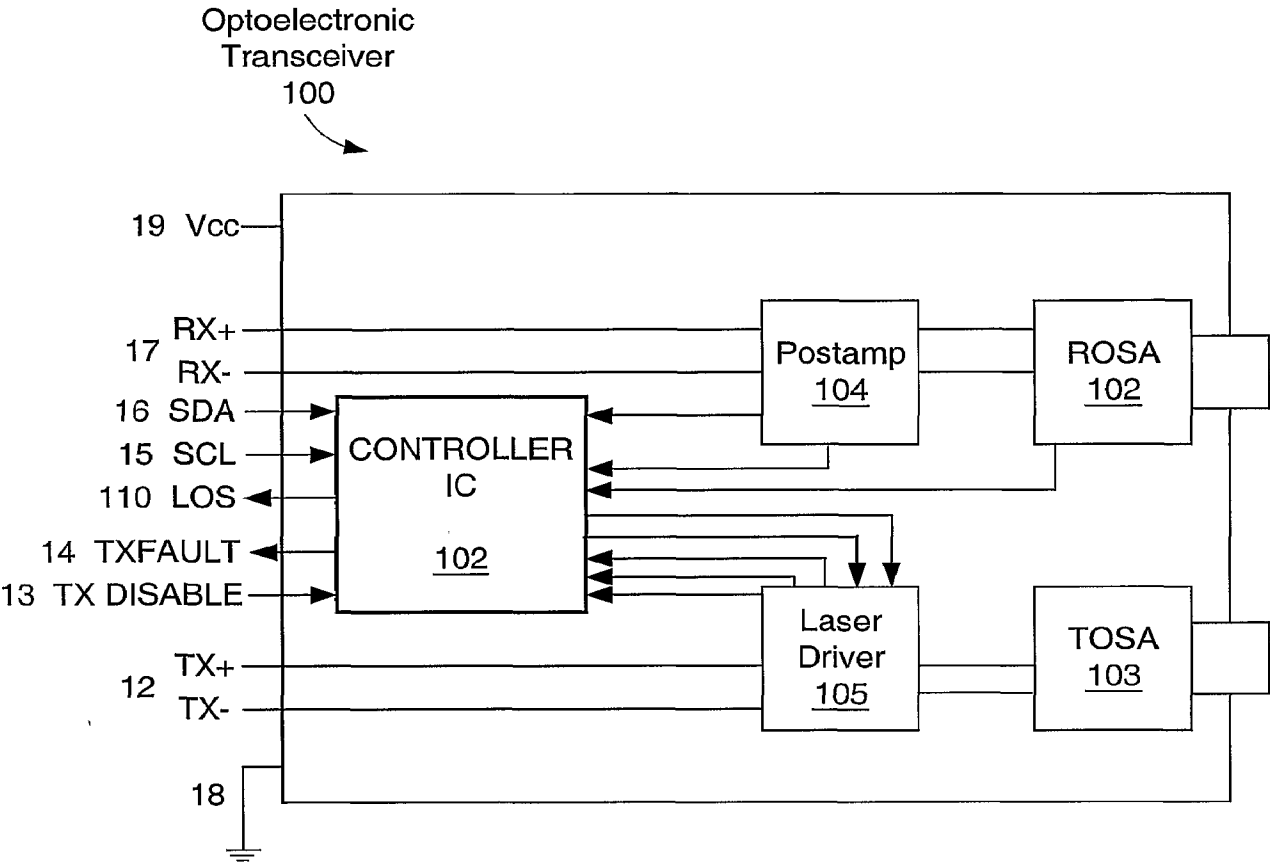 Optoelectronic
Transceiver
100
19 Vcc
RX+
17
RX-
16 SDA
15 SCL
110 LOS
14 TXFAULT
13 TX DISABLE
TX+
12
TX-
18
CONTROLLER
IC
102
Postamp
104
ROSA
102
Laser
Driver
105
TOSA
103